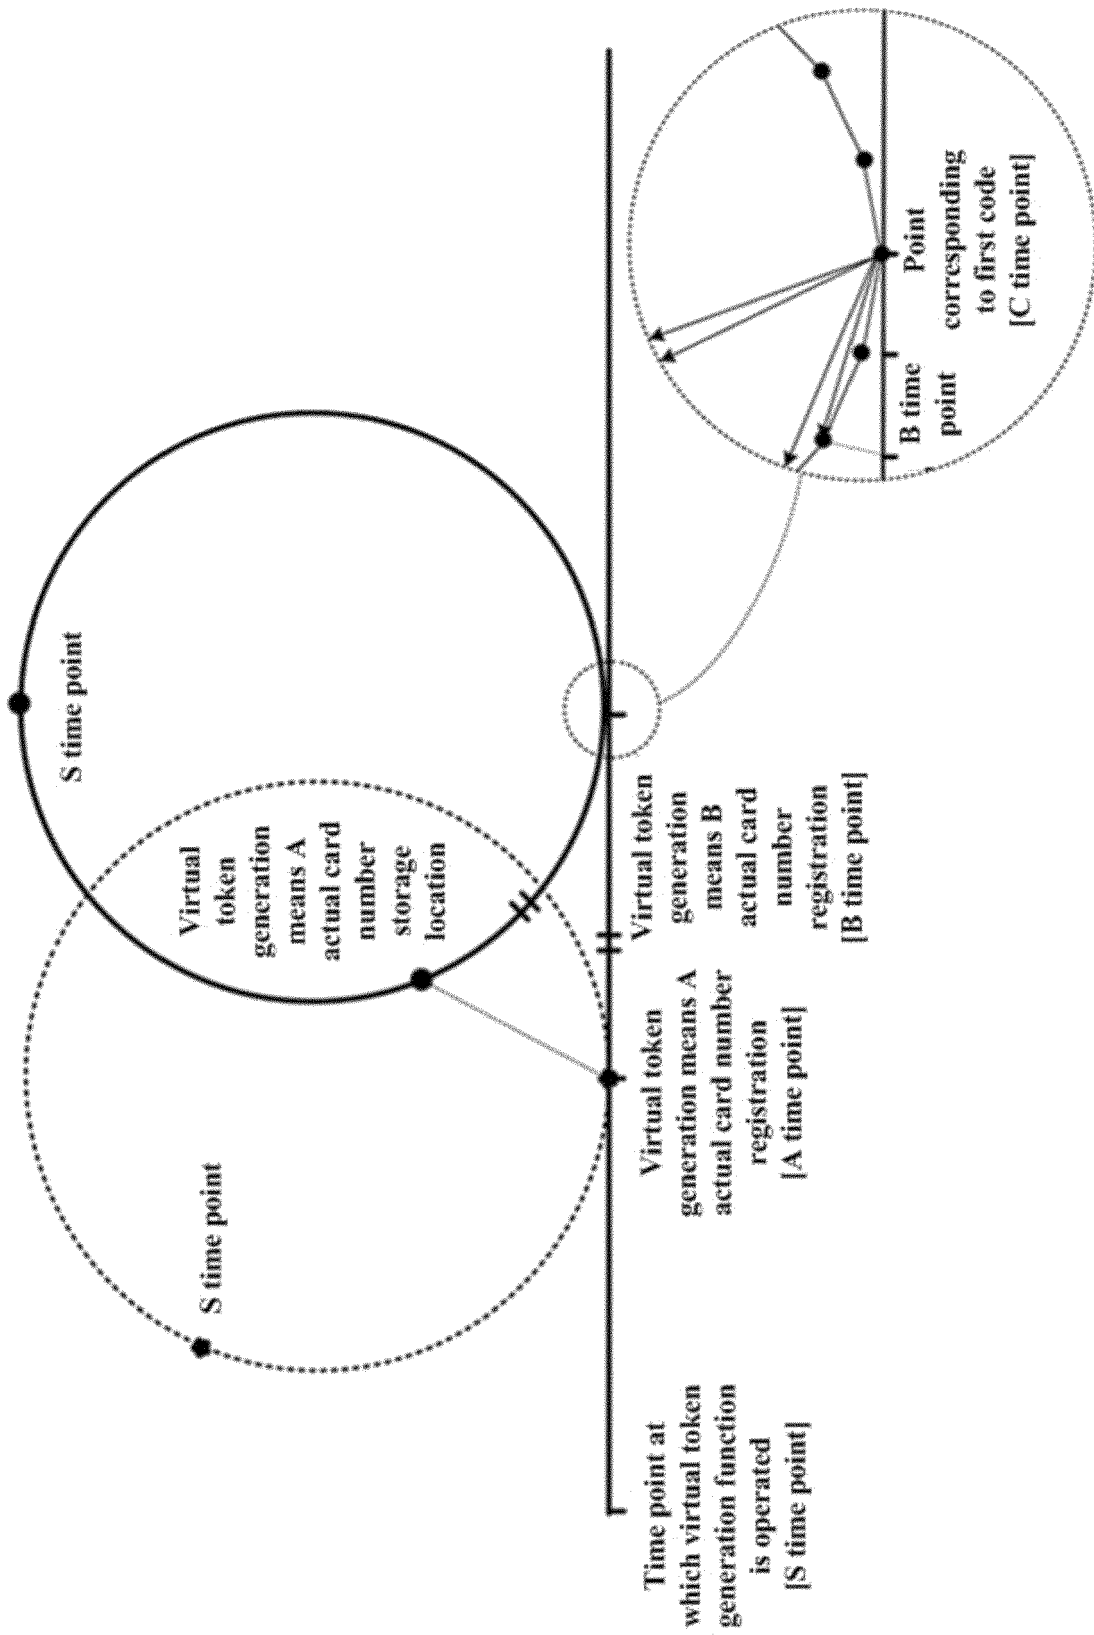 S time point
S time point
Virtual
token
generation
means A
actual card
number
storage
location
Time point at
which virtual token
generation function
is operated
[S time point]
Virtual token
generation means A
actual card number
registration
[A time point]
Virtual token
generation
means B
actual card
number
registration
[B time point]
B time
point
Point
corresponding
to first code
[C time point]